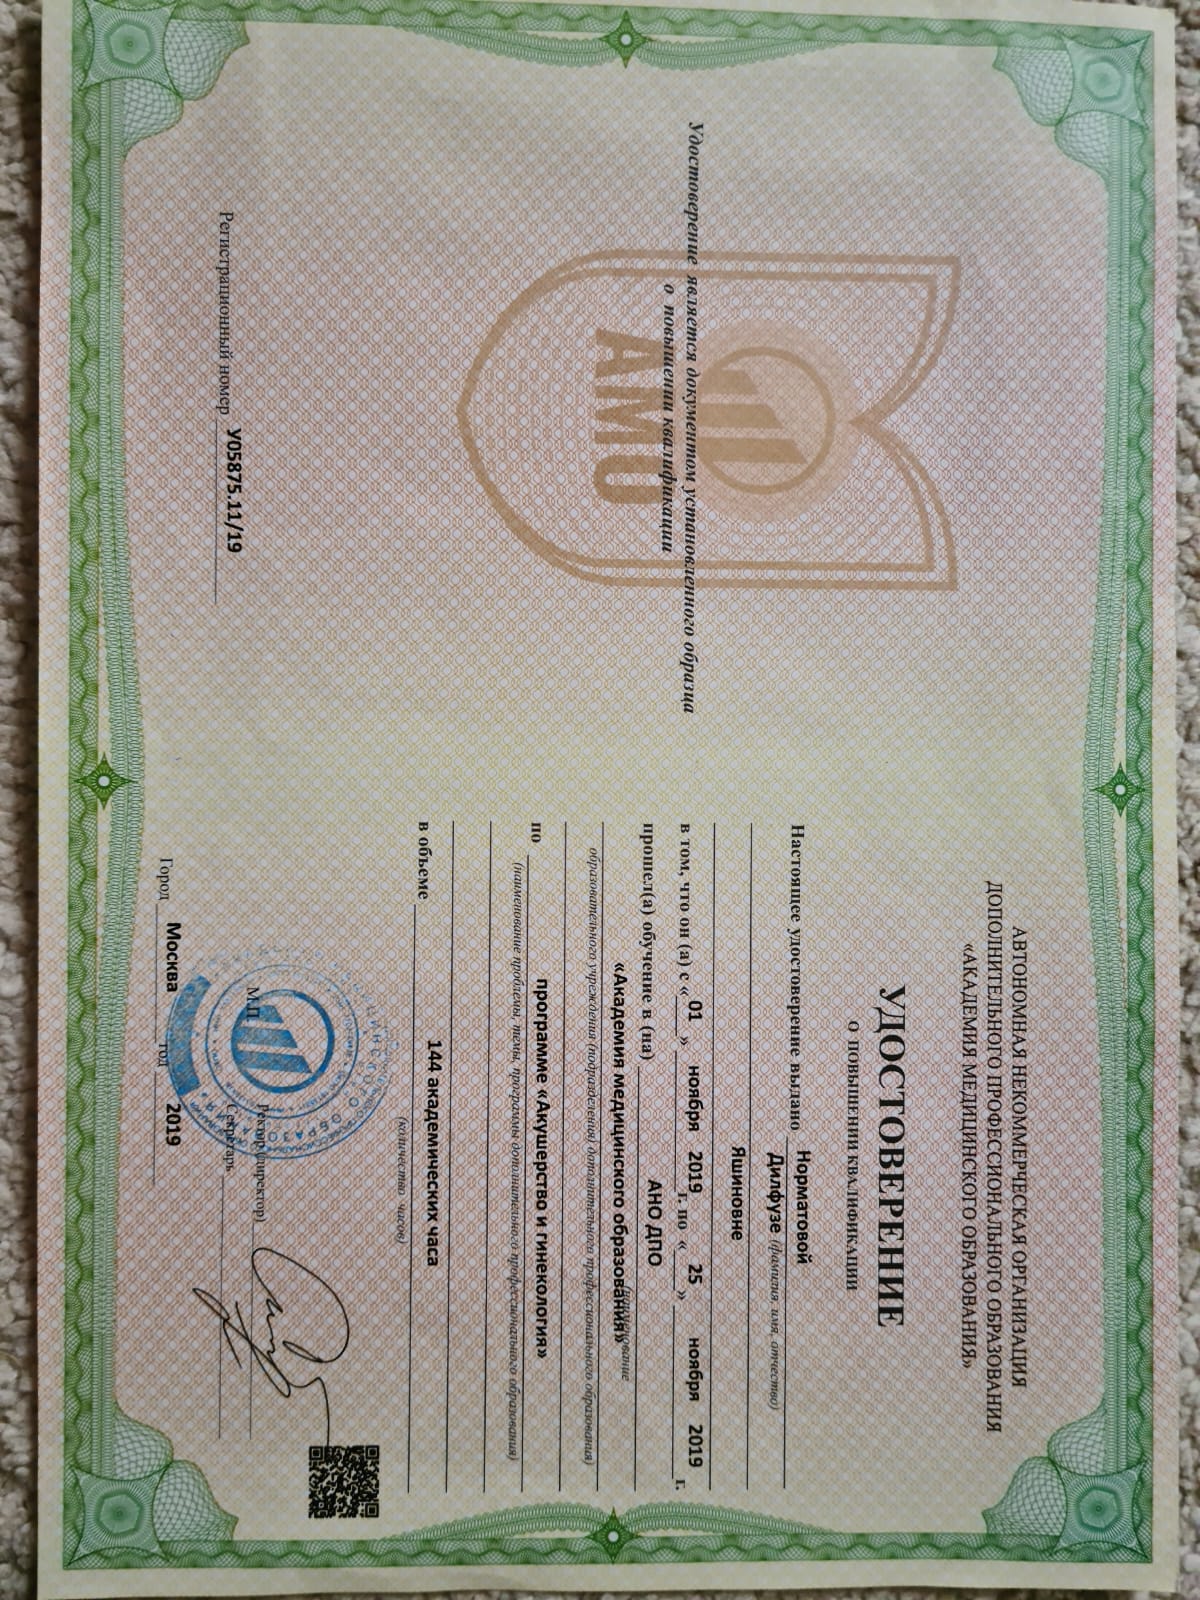 Удостоверение является документом установленного образца
о повышении квалификации
АМО
Регистрационный номер У05875.11/19
АВТОНОМНАЯ НЕКОММЕРЧЕСКАЯ ОРГАНИЗАЦИЯ
ДОПОЛНИТЕЛЬНОГО ПРОФЕССИОНАЛЬНОГО ОБРАЗОВАНИЯ
«АКАДЕМИЯ МЕДИЦИНСКОГО ОБРАЗОВАНИЯ»
УДОСТОВЕРЕНИЕ
О ПОВЫШЕНИИ КВАЛИФИКАЦИИ
Настоящее удостоверение выдано Норматовой
Дилфузе (фамилия, имя, отчество)
Яшиновне
в том, что он (а) с « 01 » ноября 2019 г. по « 25 » ноября 2019 г.
прошел(а) обучение в (на) АНО ДПО
(наименование
«Академия медицинского образования»
образовательного учреждения (подразделения) дополнительного профессионального образования)
по программе «Акушерство и гинекология»
(наименование проблемы, темы, программы дополнительного профессионального образования)
в объеме 144 академических часа
(количество часов)
М.П.
Ректор (директор)
Секретарь
Город Москва год 2019